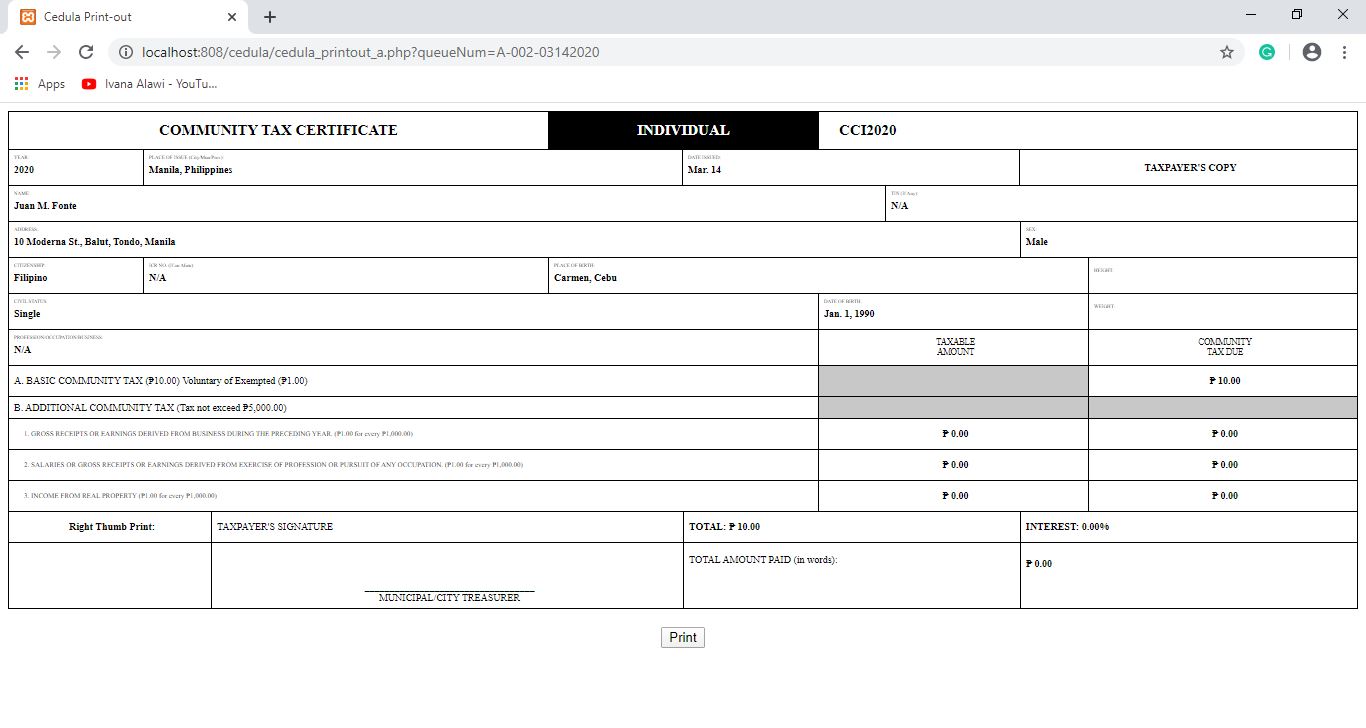 Cedula Print-out
localhost:808/cedula/cedula_printout_a.php?queueNum=A-002-03142020
Apps
Ivana Alawi - YouTu...
COMMUNITY TAX CERTIFICATE INDIVIDUAL CCI2020
YEAR: PLACE OF ISSUE (City/Mun/Prov.) DATE ISSUED:
2020 Manila, Philippines Mar. 14 TAXPAYER'S COPY
NAME: TIN (If Any)
Juan M. Fonte N/A
ADDRESS: SEX:
10 Moderna St., Balut, Tondo, Manila Male
CITIZENSHIP: ICR NO. (If an Alien) PLACE OF BIRTH: HEIGHT:
Filipino N/A Carmen, Cebu
CIVIL STATUS: DATE OF BIRTH: WEIGHT:
Single Jan. 1, 1990
PROFESSION/OCCUPATION/BUSINESS:
N/A
TAXABLE
AMOUNT
COMMUNITY
TAX DUE
A. BASIC COMMUNITY TAX (₱10.00) Voluntary of Exempted (₱1.00) ₱ 10.00
B. ADDITIONAL COMMUNITY TAX (Tax not exceed ₱5,000.00)
1. GROSS RECEIPTS OR EARNINGS DERIVED FROM BUSINESS DURING THE PRECEDING YEAR. (₱1.00 for every ₱1,000.00) ₱ 0.00 ₱ 0.00
2. SALARIES OR GROSS RECEIPTS OR EARNINGS DERIVED FROM EXERCISE OF PROFESSION OR PURSUIT OF ANY OCCUPATION. (₱1.00 for every ₱1,000.00) ₱ 0.00 ₱ 0.00
3. INCOME FROM REAL PROPERTY (₱1.00 for every ₱1,000.00) ₱ 0.00 ₱ 0.00
Right Thumb Print: TAXPAYER'S SIGNATURE TOTAL: ₱ 10.00 INTEREST: 0.00%
TOTAL AMOUNT PAID (in words): ₱ 0.00
MUNICIPAL/CITY TREASURER
Print